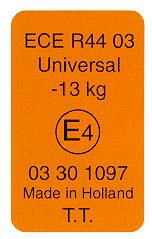 ECE R44 03
Universal
-13 kg
E4
03 30 1097
Made in Holland
T.T.